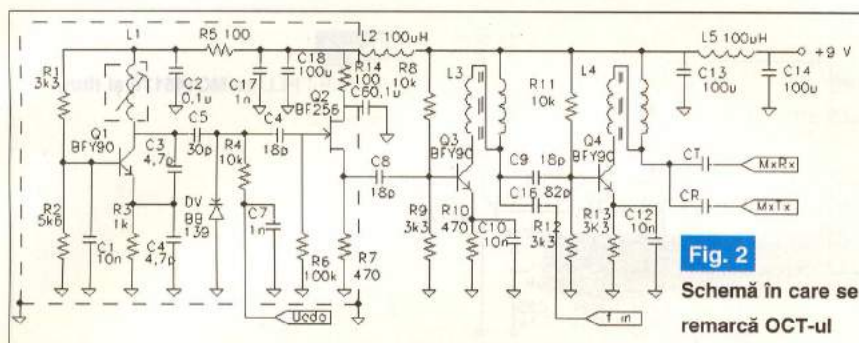 L1
R5 100
L2
100uH
L5 100uH
+9 V
R1
3k3
C2
0,1u
C17
1n
C18
100u
R14
100
R8
10k
L3
R11
10k
L4
C13
100u
C14
100u
Q1
BFY90
C5
30p
C3
4,7p
R4
10k
C4
18p
Q2
BF256
C6 0,1u
Q3
BFY90
C9
18p
Q4
BFY90
CT
MxRx
CR
MxTx
C8
18p
C16
82p
R2
5k6
R3
1k
DV
BB
139
C1
10n
C4
4,7p
C7
1n
R6
100k
R7
470
R9
3k3
R10
470
C10
10n
R12
3k3
R13
3K3
C12
10n
f in
Fig. 2
Schemă în care se
remarcă OCT-ul